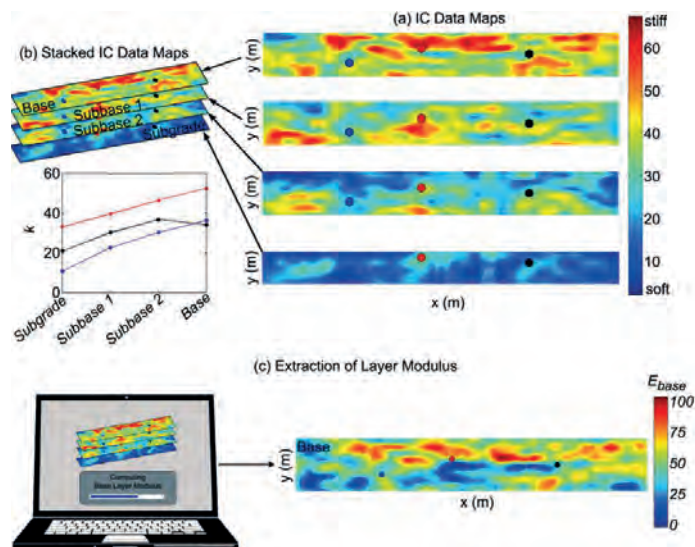 (a) IC Data Maps
(b) Stacked IC Data Maps
Base
Subbase 1
Subbase 2
Subgrade
60
40
20
0
k
Subgrade
Subbase 1
Subbase 2
Base
y (m)
y (m)
y (m)
y (m)
x (m)
stiff
60
50
40
30
20
10
soft
(c) Extraction of Layer Modulus
Computing
Base Layer Modulus
Base
y (m)
x (m)
E_base
100
75
50
25
0